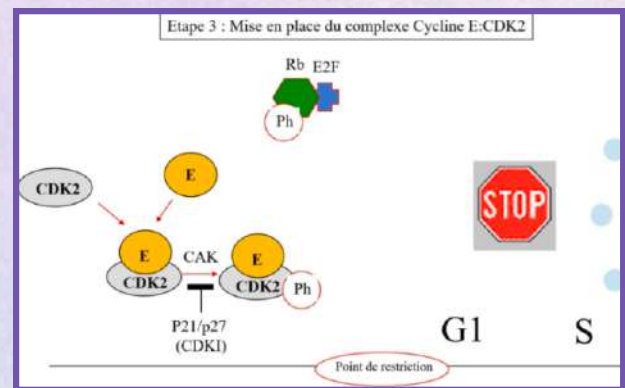 Etape 3 : Mise en place du complexe Cycline E:CDK2
Rb E2F
Ph
CDK2
E
E
CDK2
CAK
E
CDK2
Ph
P21/p27
(CDKI)
STOP
G1 S
Point de restriction